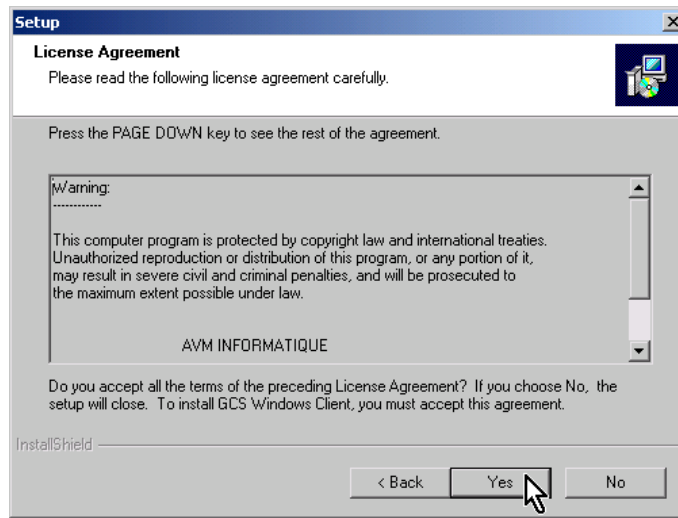 Setup
License Agreement
Please read the following license agreement carefully.
Press the PAGE DOWN key to see the rest of the agreement.
Warning:
------------
This computer program is protected by copyright law and international treaties.
Unauthorized reproduction or distribution of this program, or any portion of it,
may result in severe civil and criminal penalties, and will be prosecuted to
the maximum extent possible under law.
AVM INFORMATIQUE
Do you accept all the terms of the preceding License Agreement?  If you choose No,  the
setup will close.  To install GCS Windows Client, you must accept this agreement.
InstallShield
< Back    Yes    No